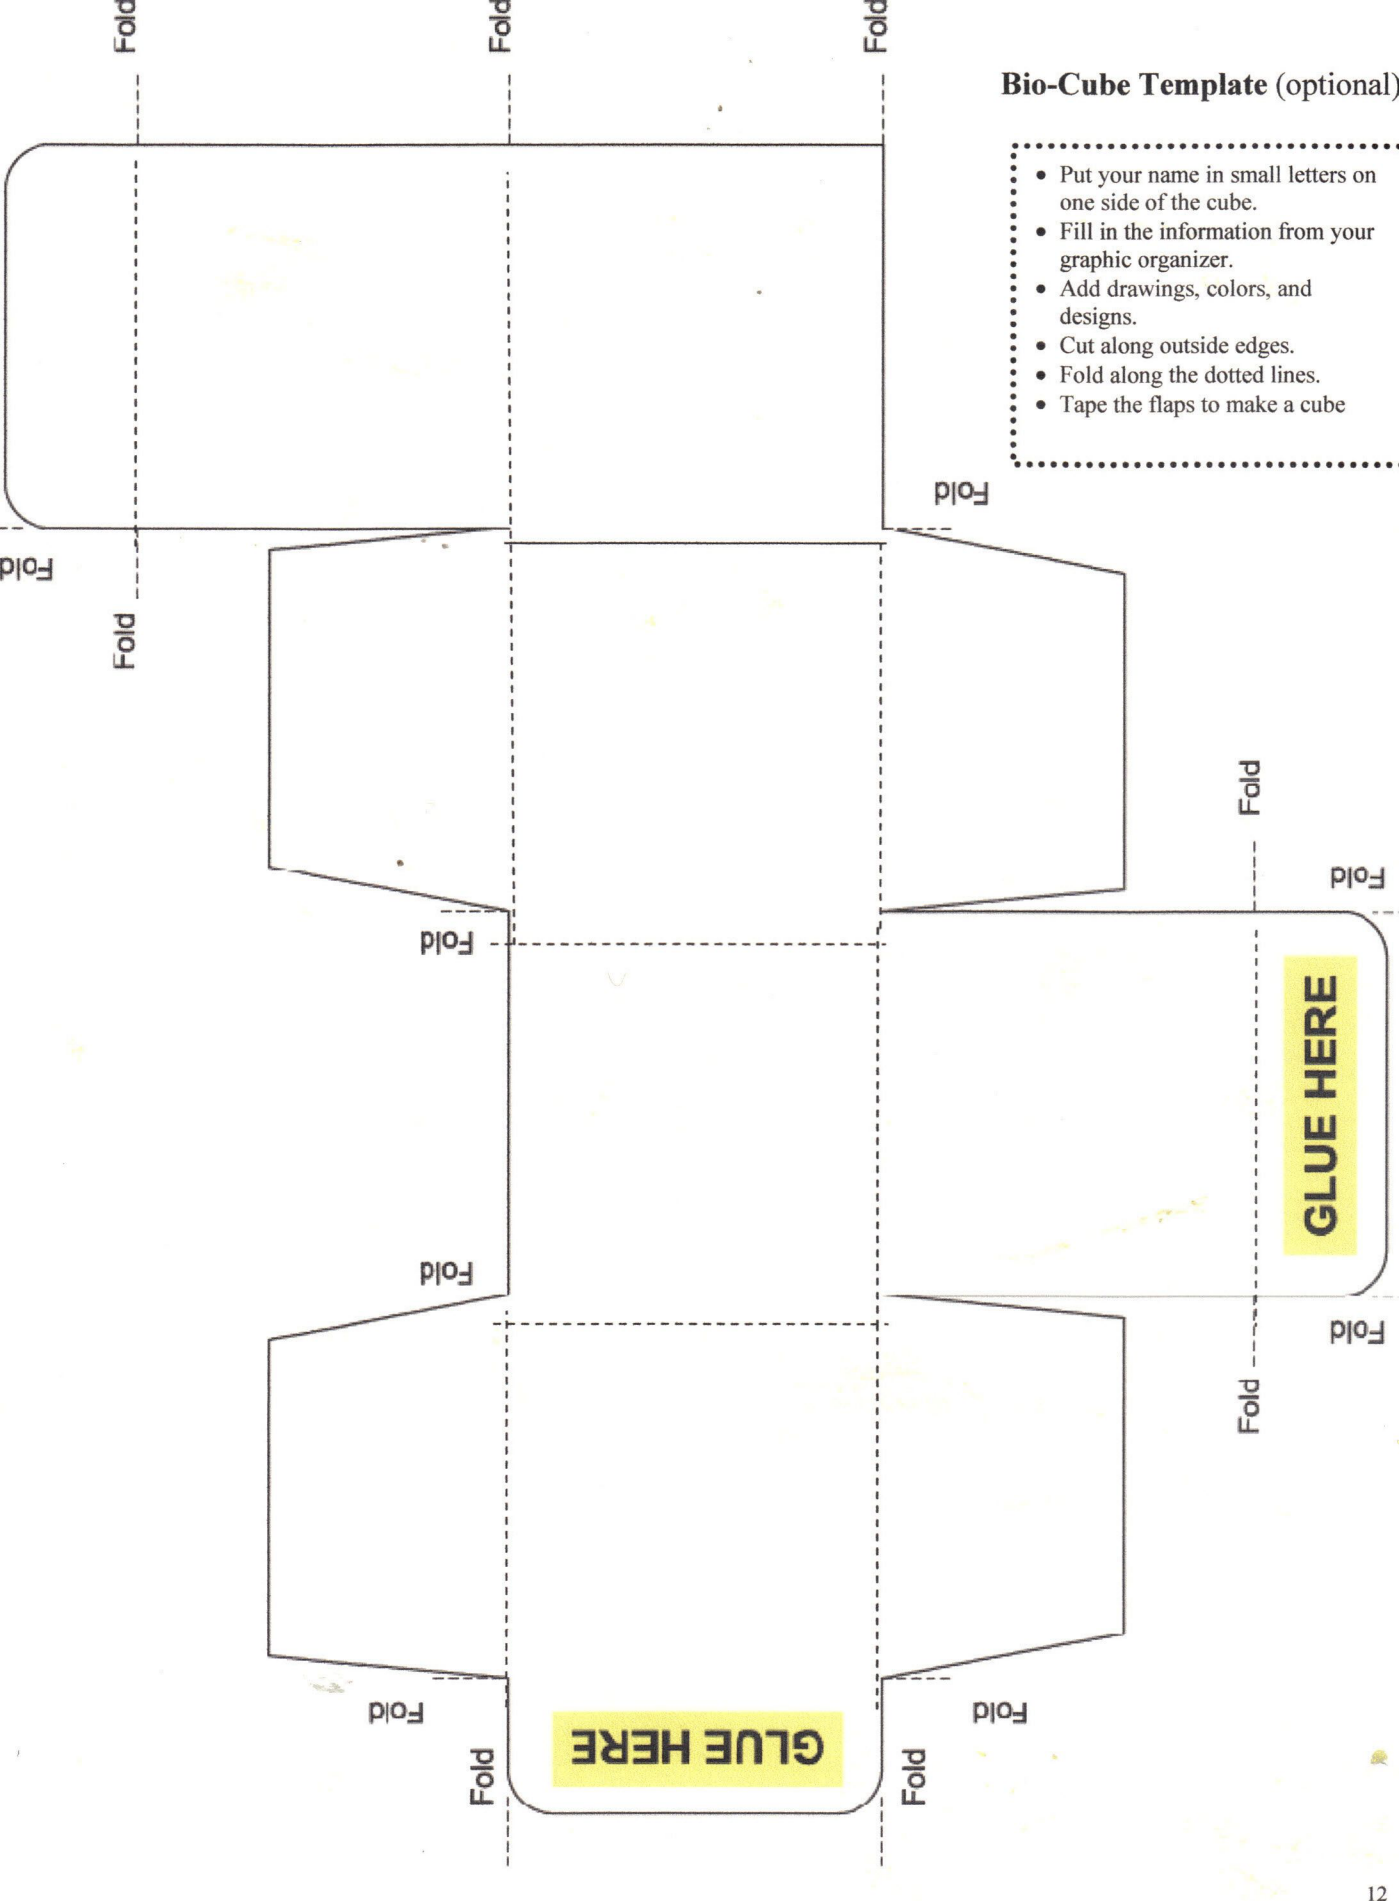 Fold
Fold
Fold
Bio-Cube Template (optional)
• Put your name in small letters on
one side of the cube.
• Fill in the information from your
graphic organizer.
• Add drawings, colors, and
designs.
• Cut along outside edges.
• Fold along the dotted lines.
• Tape the flaps to make a cube
Fold
Fold
Fold
Fold
Fold
Fold
GLUE HERE
Fold
Fold
Fold
Fold
Fold
GLUE HERE
Fold
Fold
12